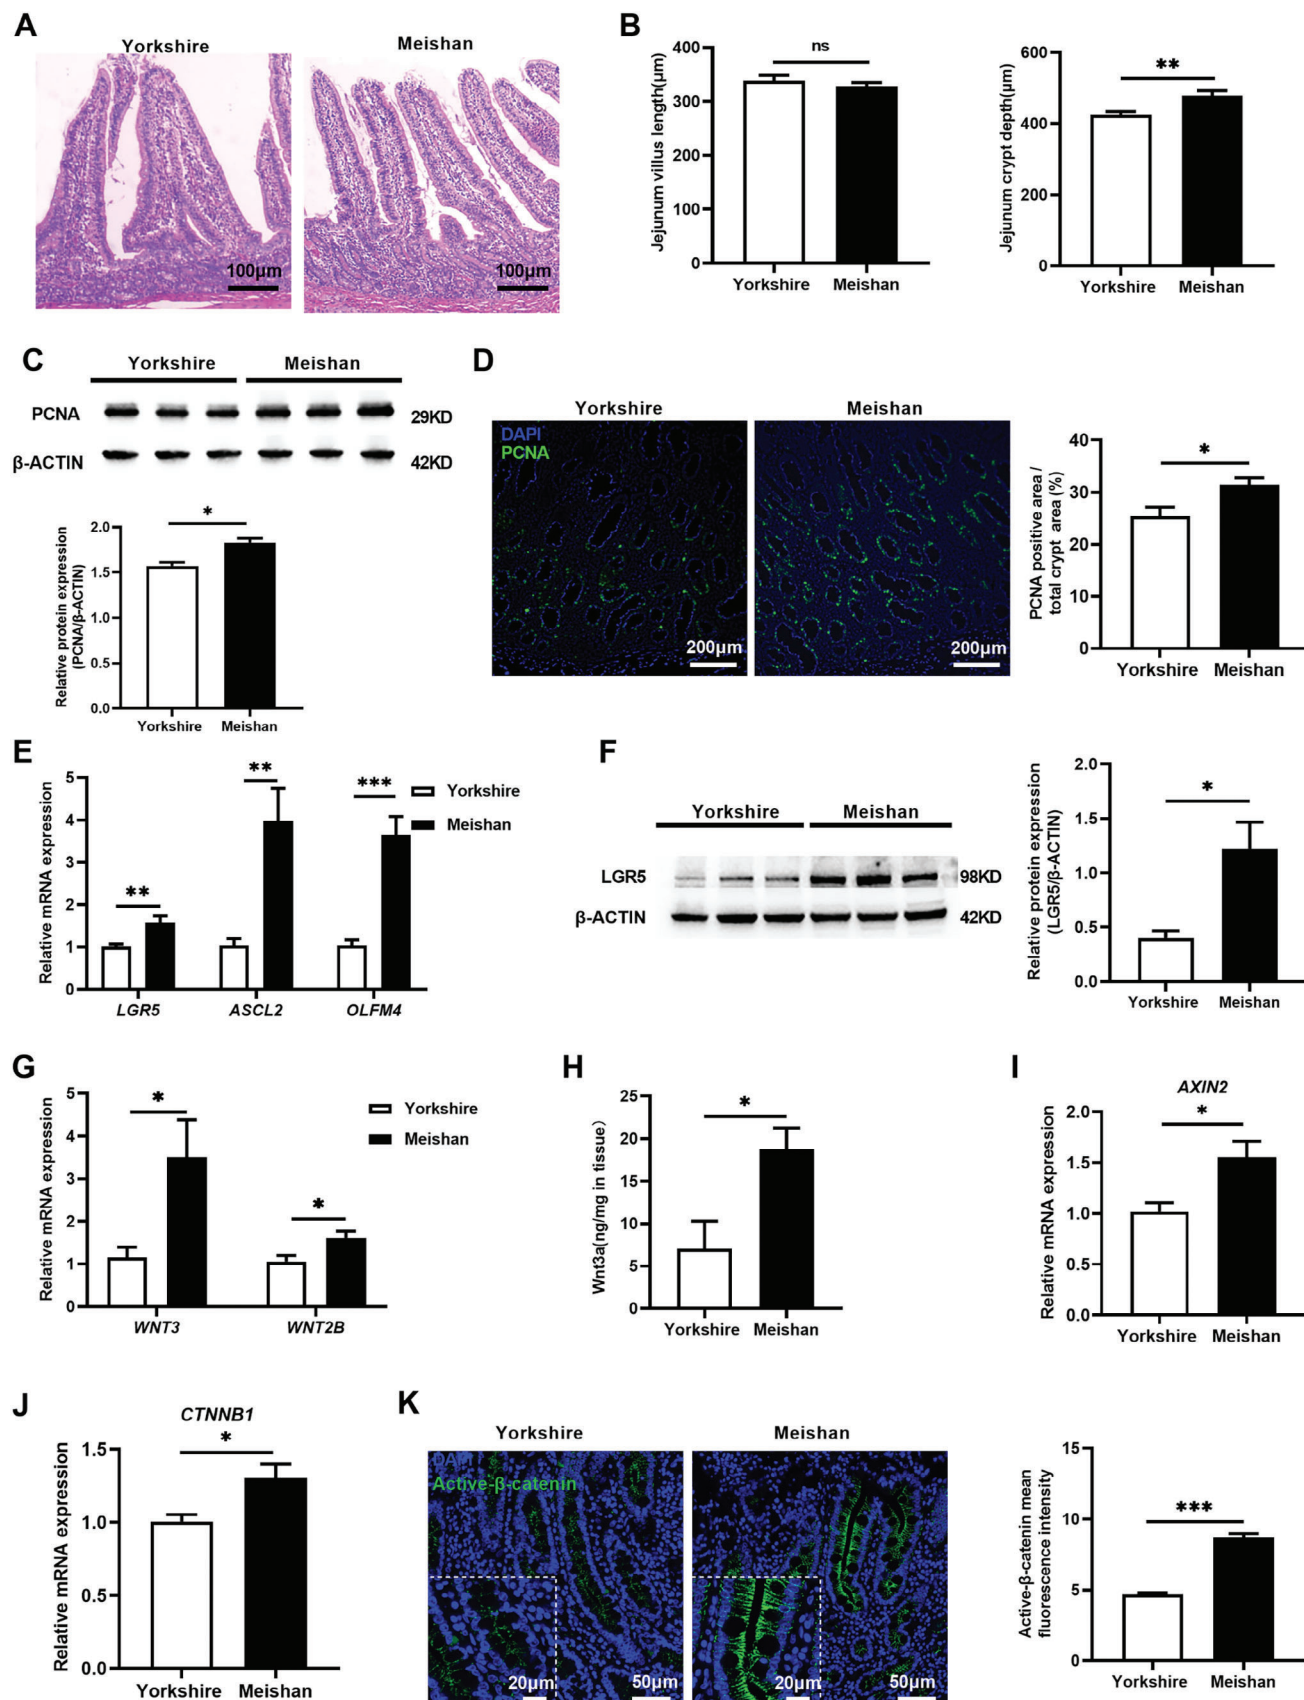 A
Yorkshire
Meishan
100μm
100μm
B
Jejunum villus length(μm)
400
300
200
100
0
ns
Yorkshire
Meishan
Jejunum crypt depth(μm)
600
400
200
0
**
Yorkshire
Meishan
C
Yorkshire
Meishan
PCNA
29KD
β-ACTIN
42KD
Relative protein expression
(PCNA/β-ACTIN)
2.0
1.5
1.0
0.5
0.0
*
Yorkshire
Meishan
D
Yorkshire
Meishan
DAPI
PCNA
200μm
200μm
PCNA positive area /
total crypt area (%)
40
30
20
10
0
*
Yorkshire
Meishan
E
Relative mRNA expression
5
4
3
2
1
0
**
**
***
Yorkshire
Meishan
LGR5
ASCL2
OLFM4
F
Yorkshire
Meishan
LGR5
98KD
β-ACTIN
42KD
Relative protein expression
(LGR5/β-ACTIN)
2.0
1.5
1.0
0.5
0.0
*
Yorkshire
Meishan
G
Relative mRNA expression
5
4
3
2
1
0
*
*
Yorkshire
Meishan
WNT3
WNT2B
H
Wnt3a(ng/mg in tissue)
25
20
15
10
5
0
*
Yorkshire
Meishan
I
AXIN2
Relative mRNA expression
2.0
1.5
1.0
0.5
0.0
*
Yorkshire
Meishan
J
CTNNB1
Relative mRNA expression
1.5
1.0
0.5
0.0
*
Yorkshire
Meishan
K
Yorkshire
Meishan
DAPI
Active-β-catenin
20μm
50μm
20μm
50μm
Active-β-catenin mean
fluorescence intensity
15
10
5
0
***
Yorkshire
Meishan